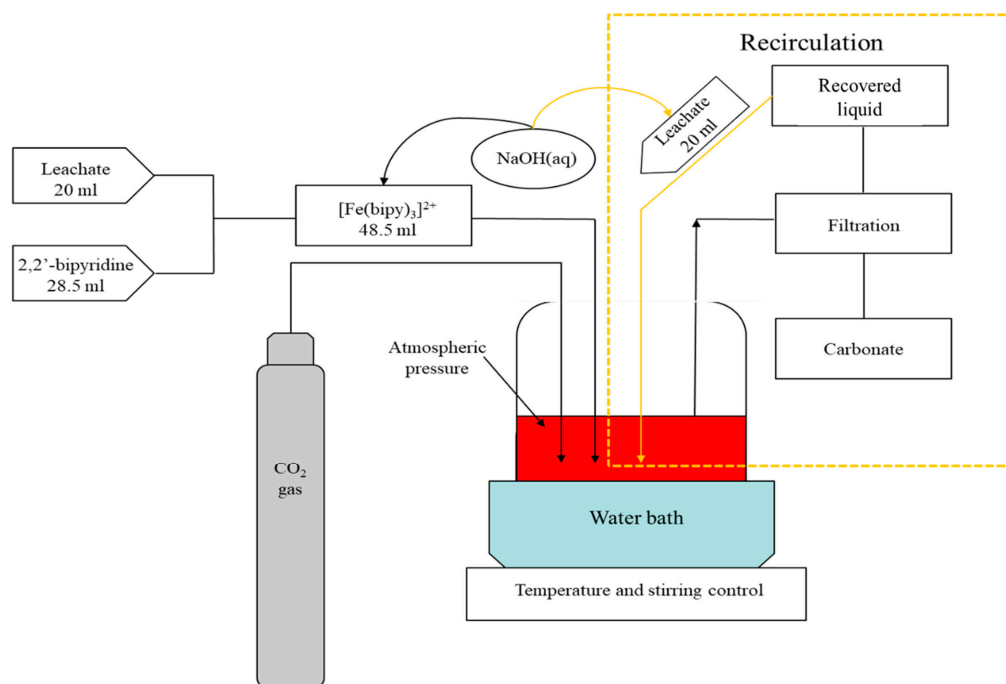 Recirculation
Recovered
liquid
Leachate
20 ml
NaOH(aq)
Leachate
20 ml
[Fe(bipy)₃]²⁺
48.5 ml
Filtration
2,2’-bipyridine
28.5 ml
Atmospheric
pressure
Carbonate
CO₂
gas
Water bath
Temperature and stirring control